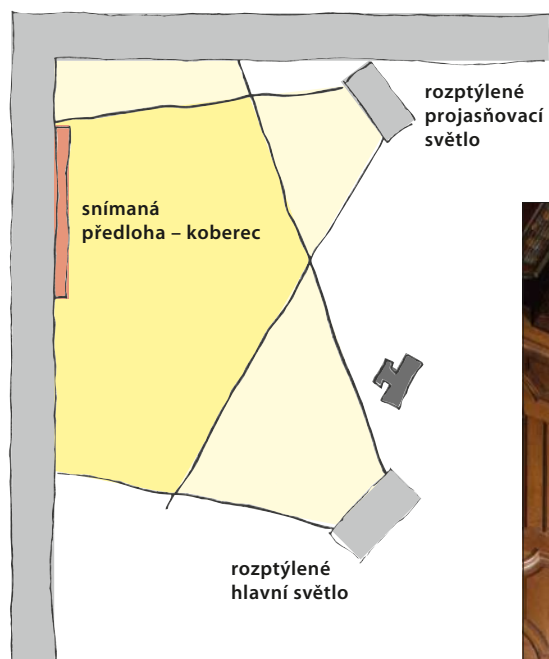 rozptýlené
projasňovací
světlo
snímaná
předloha – koberec
rozptýlené
hlavní světlo